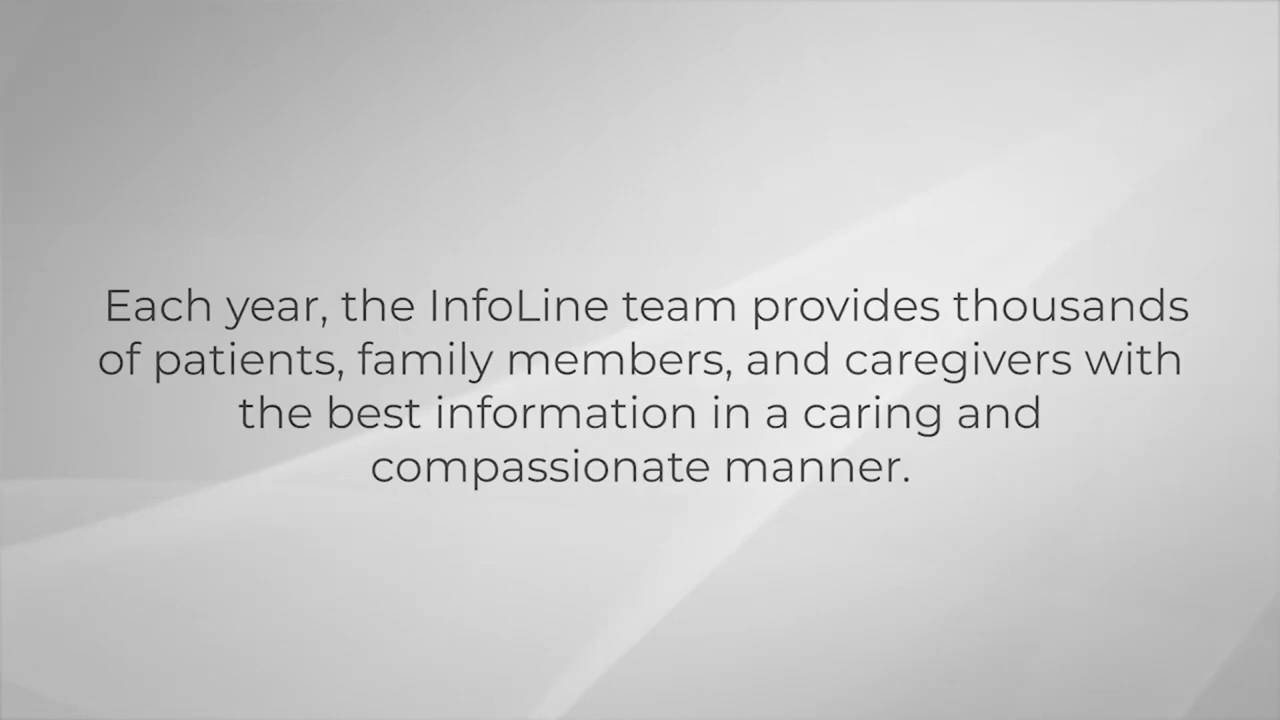 Each year, the InfoLine team provides thousands
of patients, family members, and caregivers with
the best information in a caring and
compassionate manner.